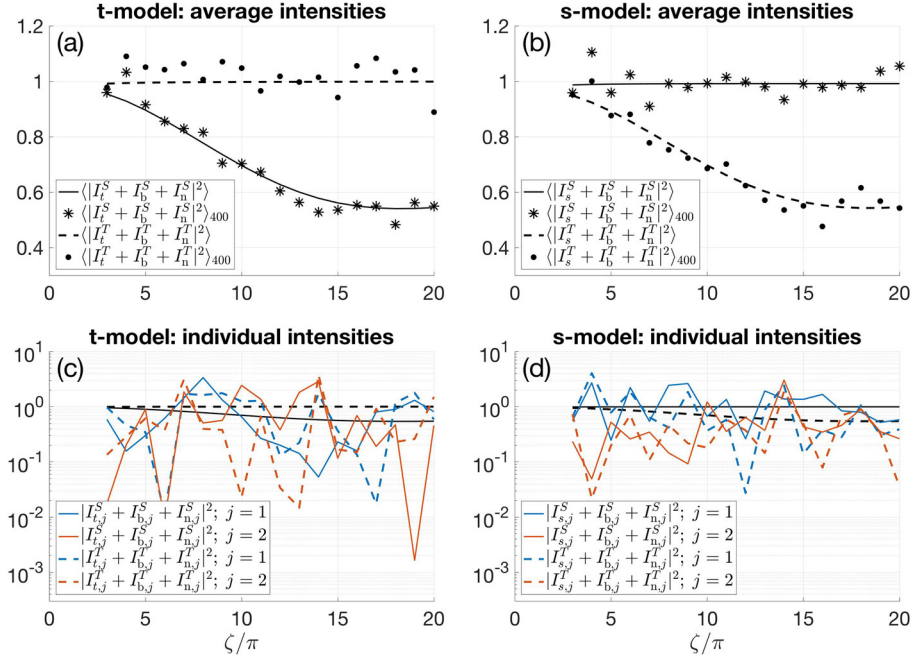 t-model: average intensities
s-model: average intensities
(a)
1.2
1
0.8
0.6
0.4
⟨|I_t^S + I_b^S + I_n^S|^2⟩
⟨|I_t^S + I_b^S + I_n^S|^2⟩_400
⟨|I_t^T + I_b^T + I_n^T|^2⟩
⟨|I_t^T + I_b^T + I_n^T|^2⟩_400
5 10 15 20
(b)
1.2
1
0.8
0.6
0.4
⟨|I_s^S + I_b^S + I_n^S|^2⟩
⟨|I_s^S + I_b^S + I_n^S|^2⟩_400
⟨|I_s^T + I_b^T + I_n^T|^2⟩
⟨|I_s^T + I_b^T + I_n^T|^2⟩_400
5 10 15 20
t-model: individual intensities
s-model: individual intensities
(c)
10^1
10^0
10^-1
10^-2
10^-3
|I_{t,j}^S + I_{b,j}^S + I_{n,j}^S|^2; j = 1
|I_{t,j}^S + I_{b,j}^S + I_{n,j}^S|^2; j = 2
|I_{t,j}^T + I_{b,j}^T + I_{n,j}^T|^2; j = 1
|I_{t,j}^T + I_{b,j}^T + I_{n,j}^T|^2; j = 2
5 10 15 20
ζ/π
(d)
10^1
10^0
10^-1
10^-2
10^-3
|I_{s,j}^S + I_{b,j}^S + I_{n,j}^S|^2; j = 1
|I_{s,j}^S + I_{b,j}^S + I_{n,j}^S|^2; j = 2
|I_{s,j}^T + I_{b,j}^T + I_{n,j}^T|^2; j = 1
|I_{s,j}^T + I_{b,j}^T + I_{n,j}^T|^2; j = 2
5 10 15 20
ζ/π